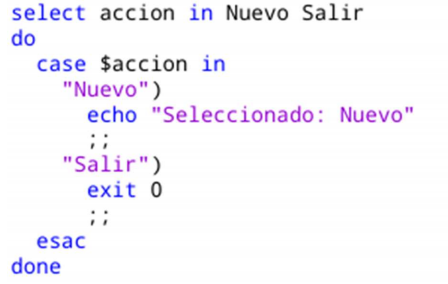 select accion in Nuevo Salir
do
  case $accion in
    "Nuevo")
      echo "Seleccionado: Nuevo"
      ;;
    "Salir")
      exit 0
      ;;
  esac
done